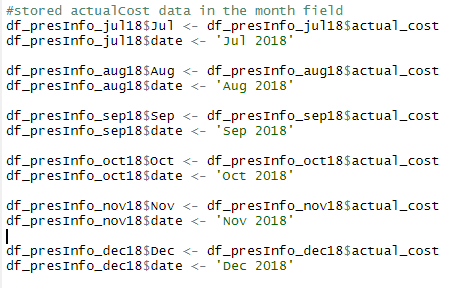 #stored actualCost data in the month field
df_presInfo_jul18$Jul <- df_presInfo_jul18$actual_cost
df_presInfo_jul18$date <- 'Jul 2018'
df_presInfo_aug18$Aug <- df_presInfo_aug18$actual_cost
df_presInfo_aug18$date <- 'Aug 2018'
df_presInfo_sep18$Sep <- df_presInfo_sep18$actual_cost
df_presInfo_sep18$date <- 'Sep 2018'
df_presInfo_oct18$Oct <- df_presInfo_oct18$actual_cost
df_presInfo_oct18$date <- 'Oct 2018'
df_presInfo_nov18$Nov <- df_presInfo_nov18$actual_cost
df_presInfo_nov18$date <- 'Nov 2018'
df_presInfo_dec18$Dec <- df_presInfo_dec18$actual_cost
df_presInfo_dec18$date <- 'Dec 2018'